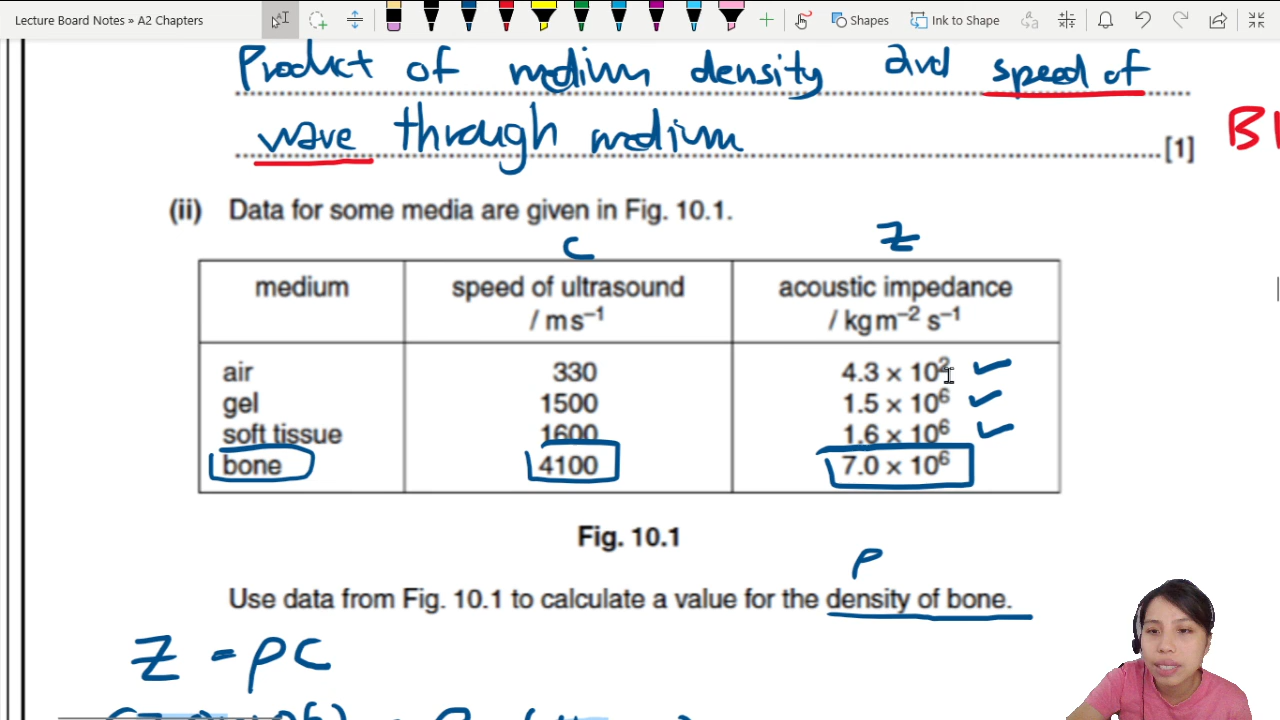 Lecture Board Notes » A2 Chapters
Shapes
Ink to Shape
Product of medium density and speed of
wave through medium
[1]
(ii) Data for some media are given in Fig. 10.1.
C Z
medium speed of ultrasound / m s⁻¹ acoustic impedance / kg m⁻² s⁻¹
air 330 4.3 × 10² ✓
gel 1500 1.5 × 10⁶ ✓
soft tissue 1600 1.6 × 10⁶ ✓
bone 4100 7.0 × 10⁶
Fig. 10.1
ρ
Use data from Fig. 10.1 to calculate a value for the density of bone.
Z = ρc